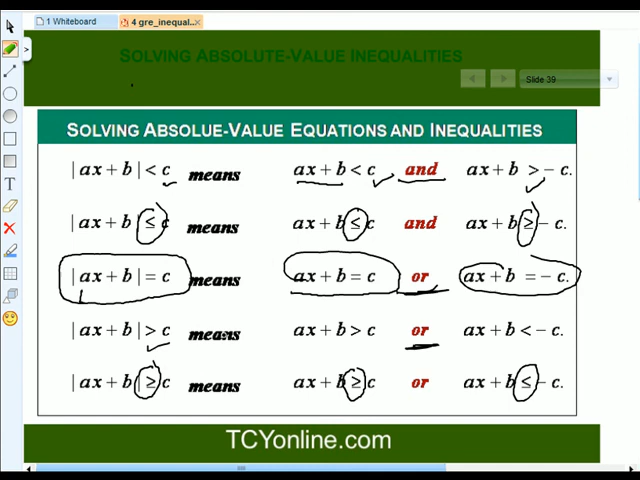 1 Whiteboard
4 gre_inequal..
SOLVING ABSOLUTE-VALUE INEQUALITIES
Slide 39
SOLVING ABSOLUE-VALUE EQUATIONS AND INEQUALITIES
| ax + b | < c means ax + b < c and ax + b > − c.
| ax + b | ≤ c means ax + b ≤ c and ax + b ≥ − c.
| ax + b | = c means ax + b = c or ax + b = − c.
| ax + b | > c means ax + b > c or ax + b < − c.
| ax + b | ≥ c means ax + b ≥ c or ax + b ≤ − c.
TCYonline.com